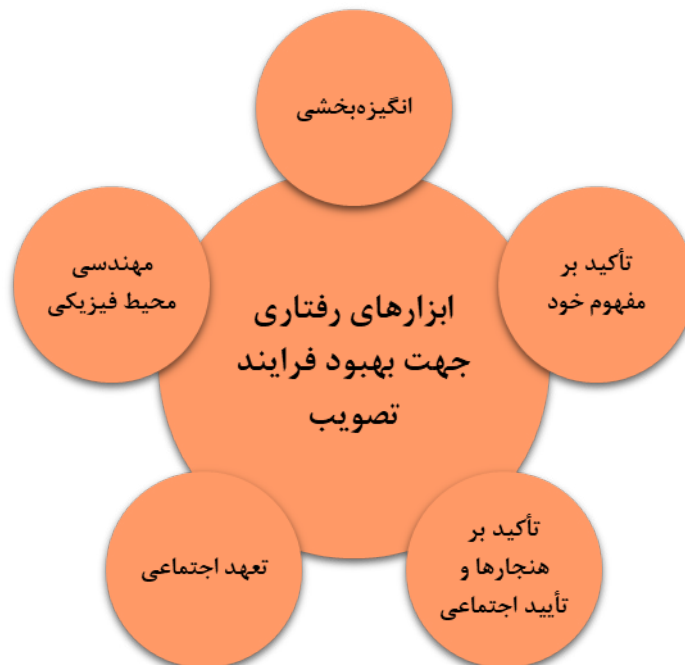 انگیزه‌بخشی
تأکید بر
مفهوم خود
تأکید بر
هنجارها و
تأیید اجتماعی
تعهد اجتماعی
مهندسی
محیط فیزیکی
ابزارهای رفتاری
جهت بهبود فرایند
تصویب